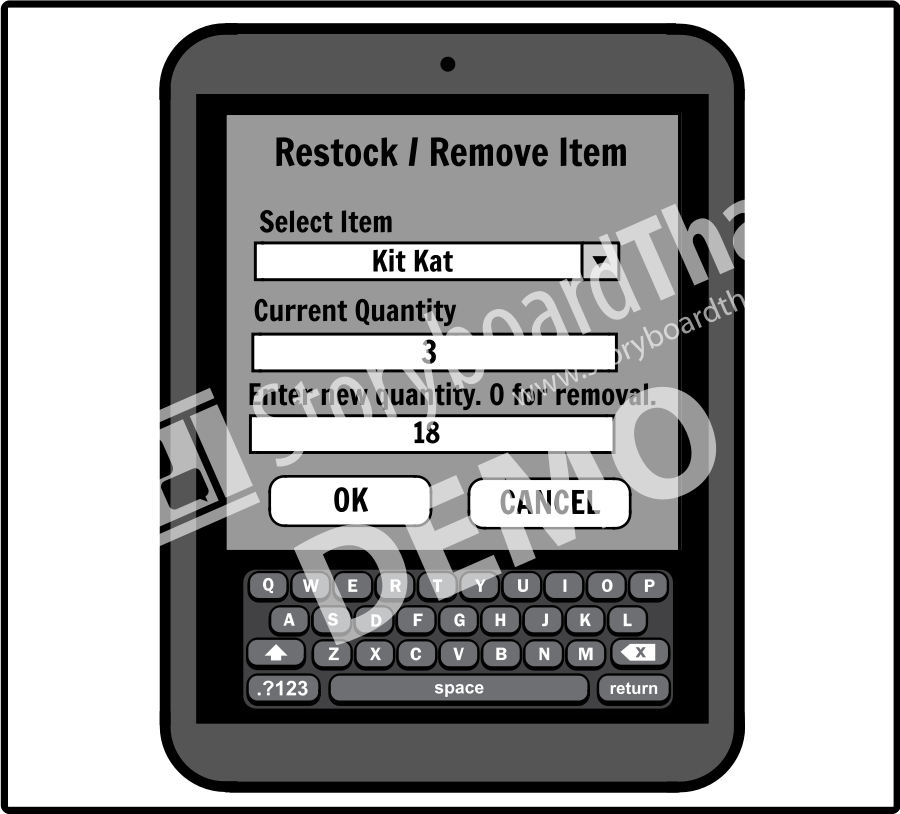 Restock / Remove Item
Select Item
Kit Kat
Current Quantity
3
Enter new quantity. 0 for removal.
18
OK CANCEL
StoryboardTha
www.storyboardth
DEMO
Q W E R T Y U I O P
A S D F G H J K L
Z X C V B N M X
.?123 space return